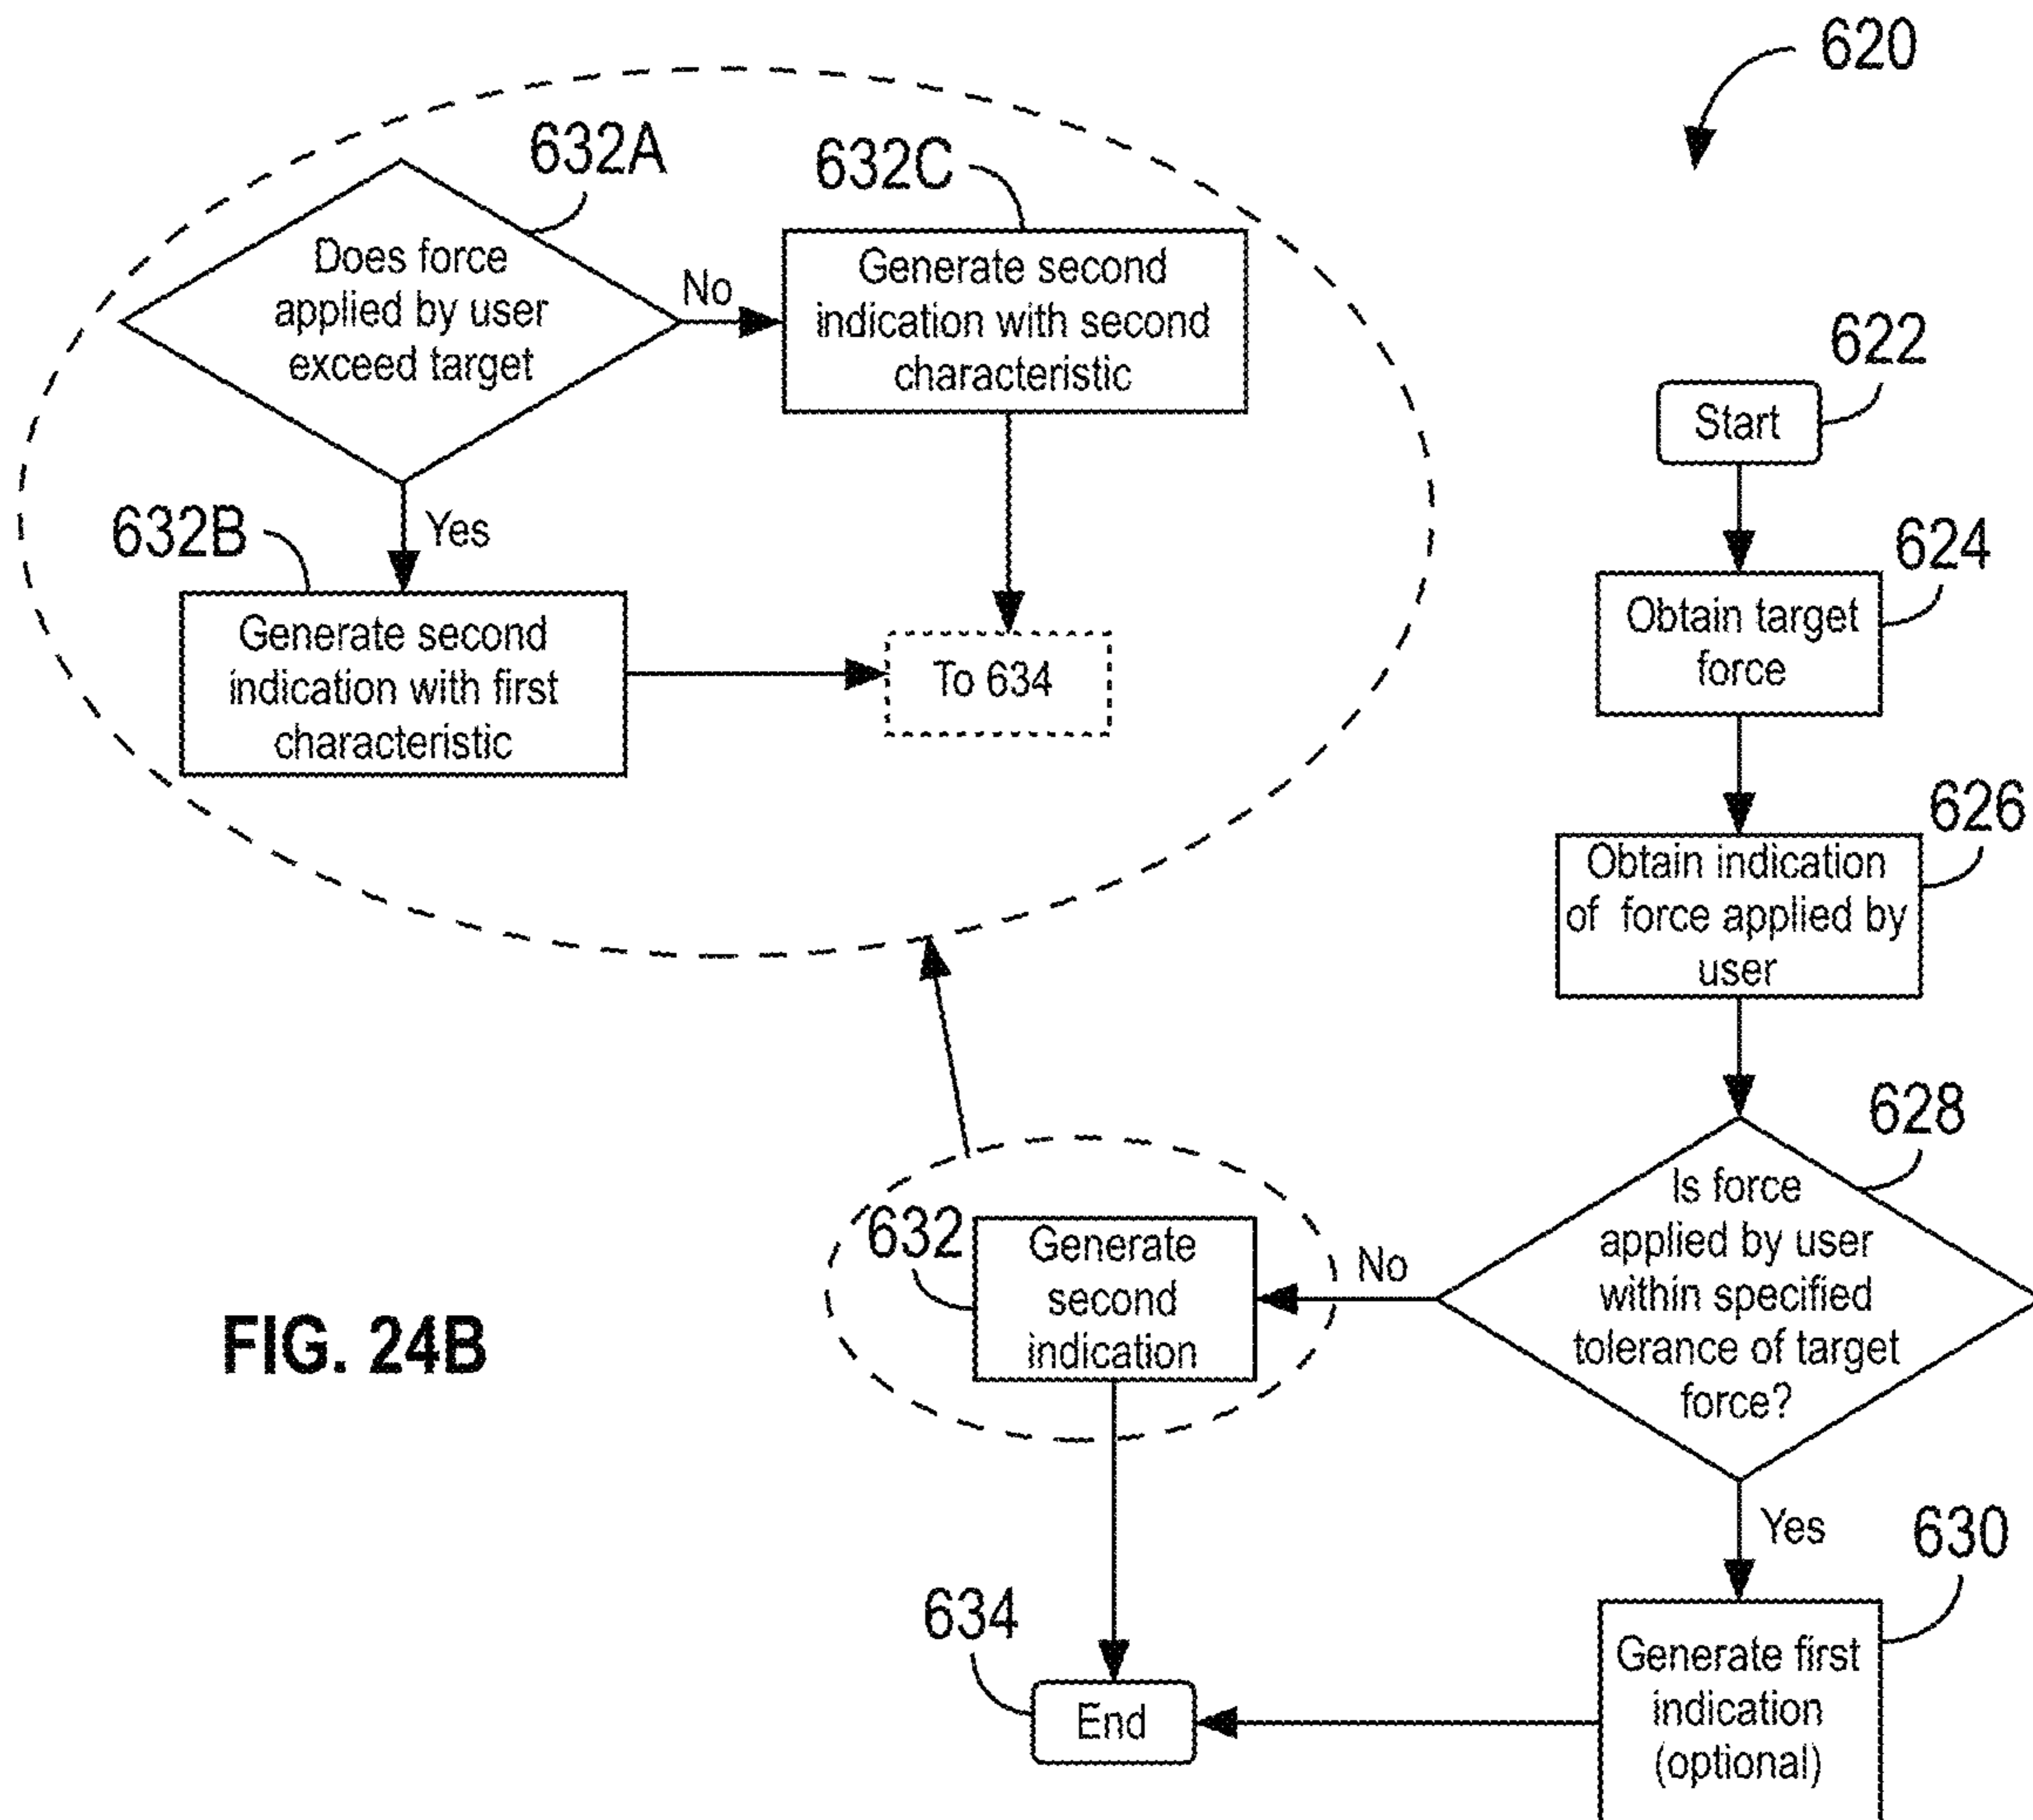 620
632A
632C
Does force
applied by user
exceed target
No
Generate second
indication with second
characteristic
Yes
632B
Generate second
indication with first
characteristic
To 634
622
Start
624
Obtain target
force
626
Obtain indication
of force applied by
user
628
Is force
applied by user
within specified
tolerance of target
force?
No
632
Generate
second
indication
Yes
630
Generate first
indication
(optional)
634
End
FIG. 24B